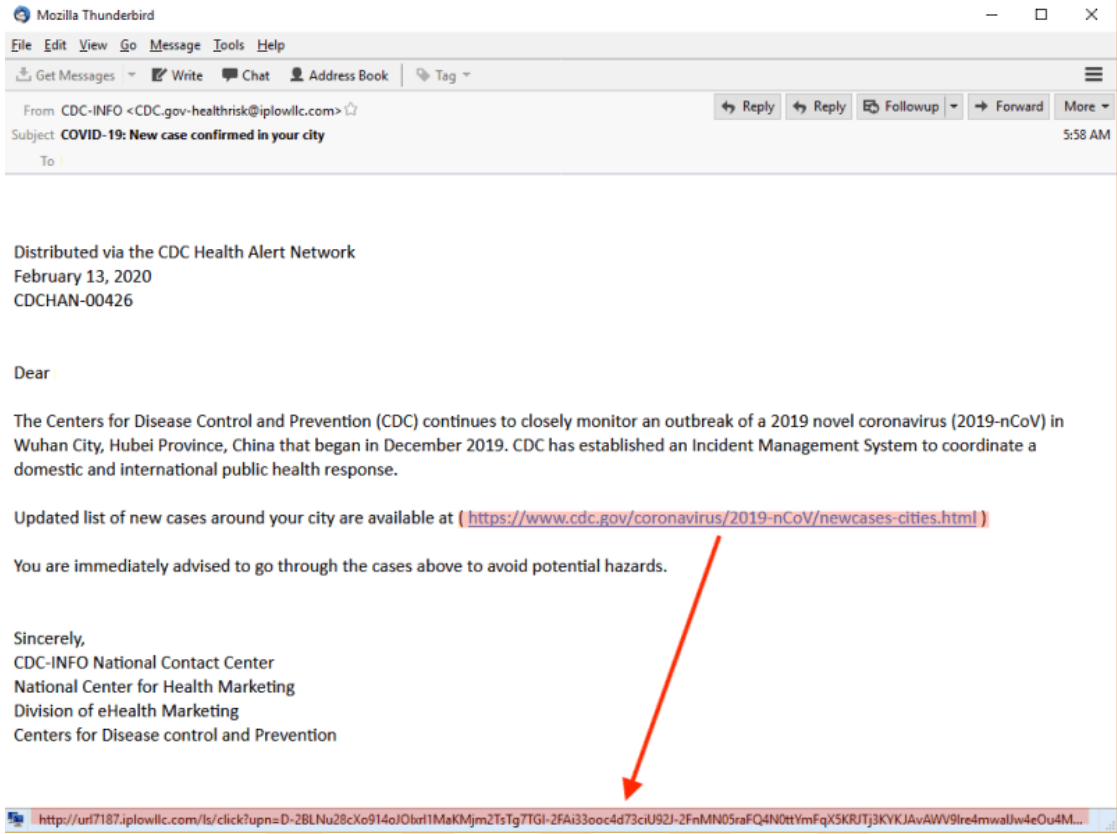 Mozilla Thunderbird
File Edit View Go Message Tools Help
Get Messages Write Chat Address Book Tag
From CDC-INFO <CDC.gov-healthrisk@iplowllc.com> Reply Reply Followup Forward More
Subject COVID-19: New case confirmed in your city 5:58 AM
To
Distributed via the CDC Health Alert Network
February 13, 2020
CDCHAN-00426
Dear
The Centers for Disease Control and Prevention (CDC) continues to closely monitor an outbreak of a 2019 novel coronavirus (2019-nCoV) in
Wuhan City, Hubei Province, China that began in December 2019. CDC has established an Incident Management System to coordinate a
domestic and international public health response.
Updated list of new cases around your city are available at ( https://www.cdc.gov/coronavirus/2019-nCoV/newcases-cities.html )
You are immediately advised to go through the cases above to avoid potential hazards.
Sincerely,
CDC-INFO National Contact Center
National Center for Health Marketing
Division of eHealth Marketing
Centers for Disease control and Prevention